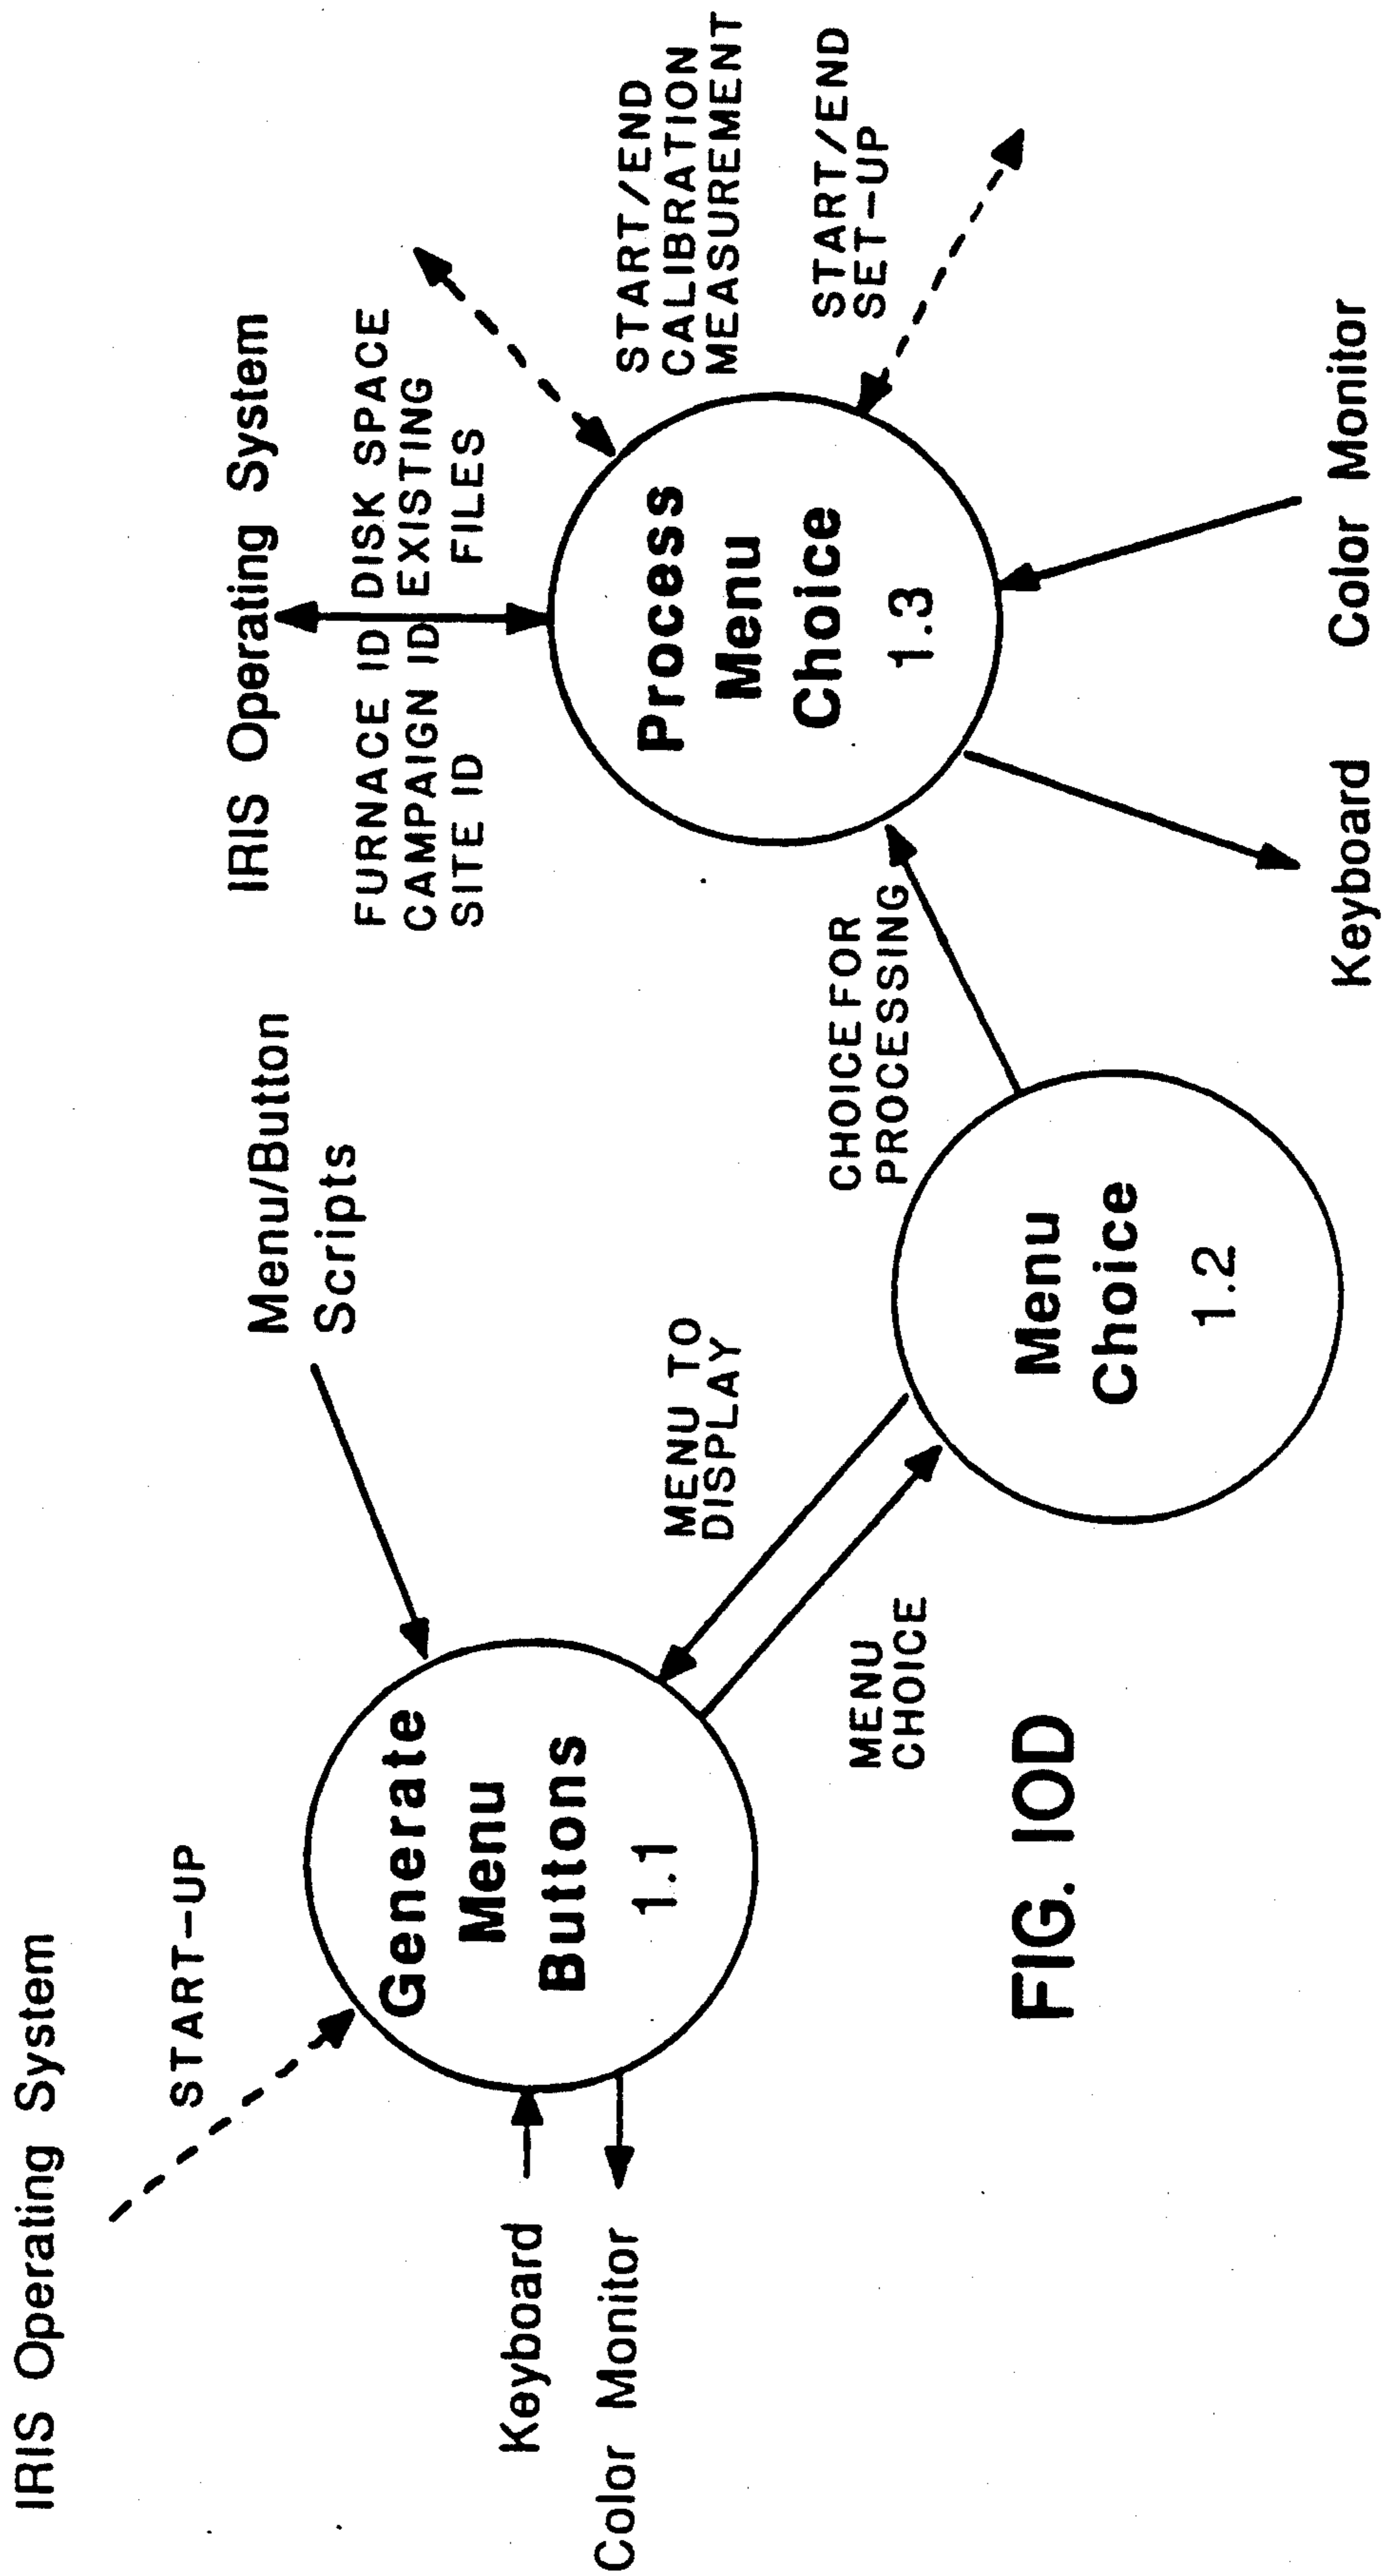 IRIS Operating System
START-UP
Keyboard
Color Monitor
Generate
Menu
Buttons
1.1
Menu/Button
Scripts
MENU TO
DISPLAY
MENU
CHOICE
Menu
Choice
1.2
CHOICE FOR
PROCESSING
IRIS Operating System
FURNACE ID
CAMPAIGN ID
SITE ID
DISK SPACE
EXISTING
FILES
Process
Menu
Choice
1.3
START/END
CALIBRATION
MEASUREMENT
START/END
SET-UP
Keyboard
Color Monitor
FIG. 10D